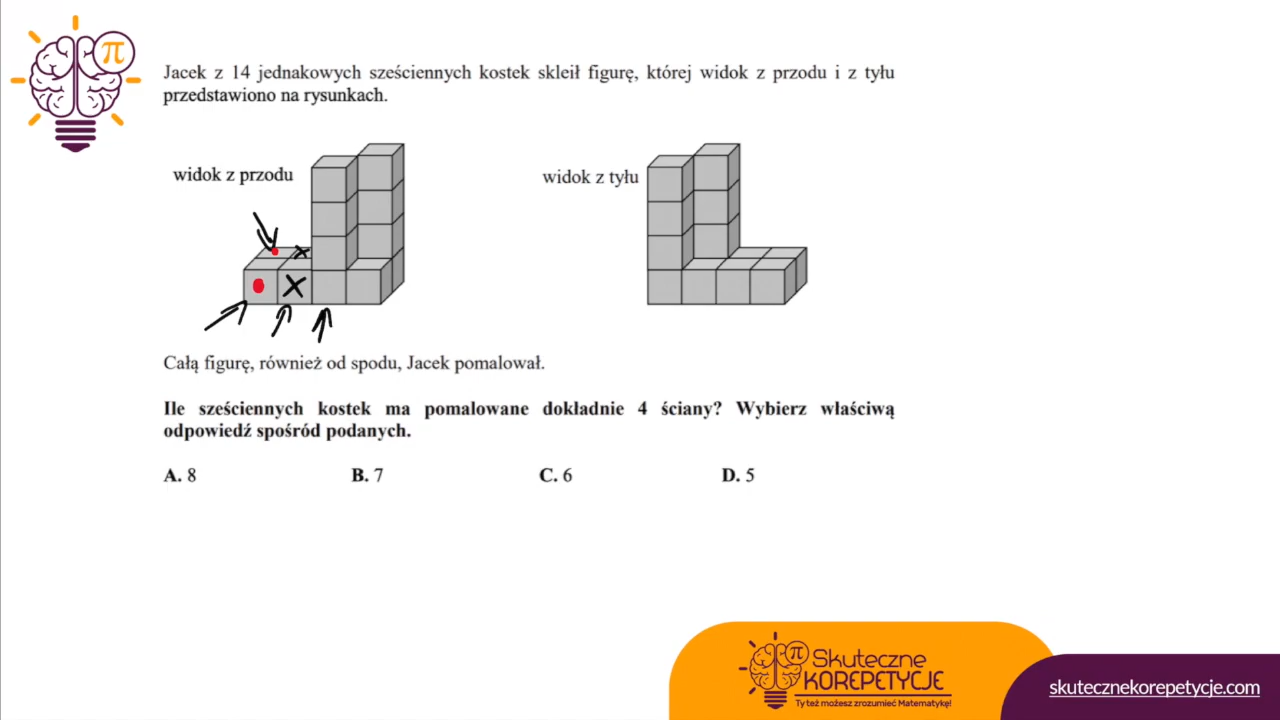 π
Jacek z 14 jednakowych sześciennych kostek skleił figurę, której widok z przodu i z tyłu
przedstawiono na rysunkach.
widok z przodu
widok z tyłu
Całą figurę, również od spodu, Jacek pomalował.
Ile sześciennych kostek ma pomalowane dokładnie 4 ściany? Wybierz właściwą
odpowiedź spośród podanych.
A. 8 B. 7 C. 6 D. 5
π
Skuteczne
KOREPETYCJE
Ty też możesz zrozumieć Matematykę!
skutecznekorepetycje.com